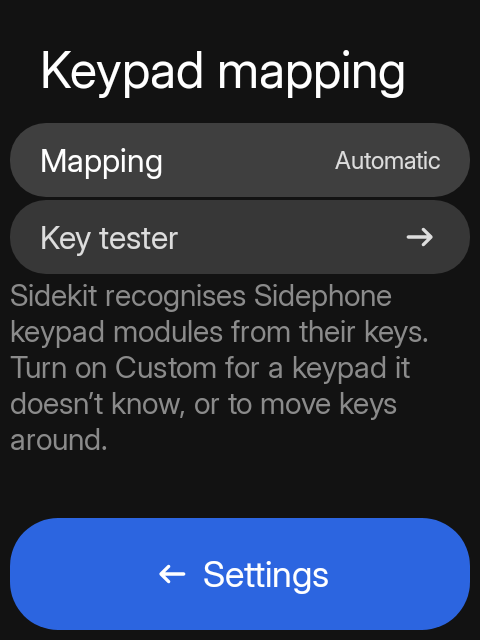 Keypad mapping
Mapping Automatic
Key tester →
Sidekit recognises Sidephone
keypad modules from their keys.
Turn on Custom for a keypad it
doesn’t know, or to move keys
around.
← Settings